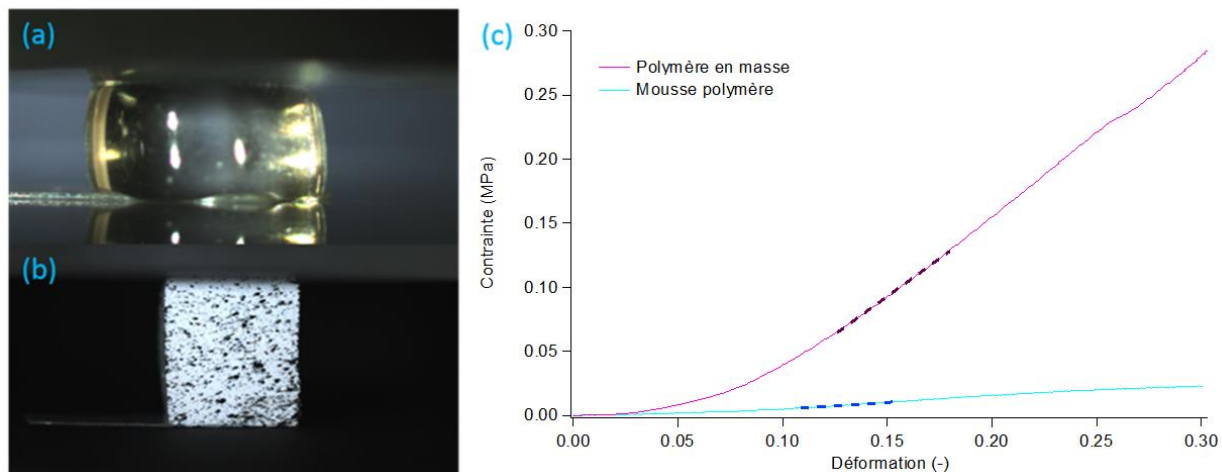 (a)
(b)
(c)
Polymère en masse
Mousse polymère
0.30
0.25
0.20
0.15
0.10
0.05
0.00
Contrainte (MPa)
0.00 0.05 0.10 0.15 0.20 0.25 0.30
Déformation (-)